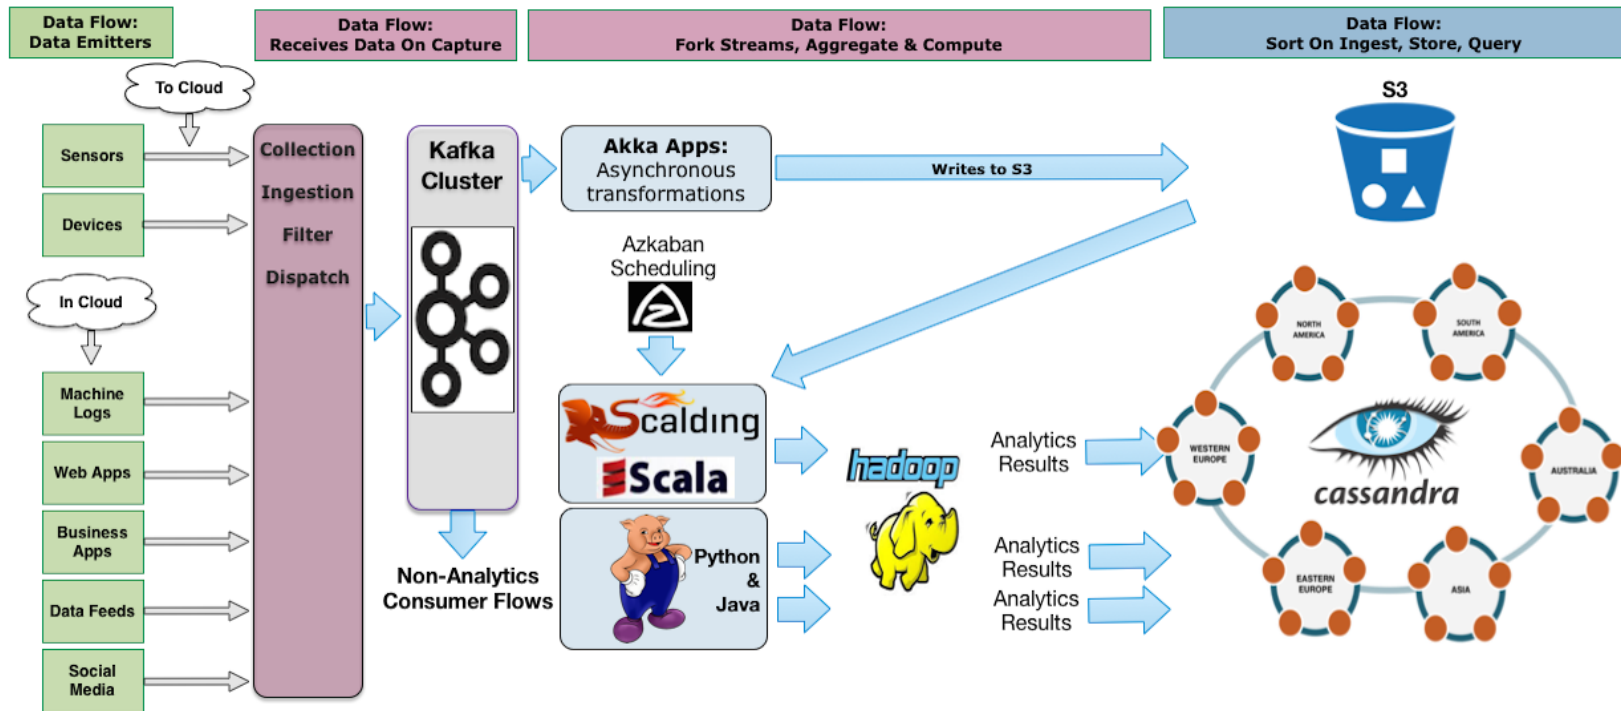 Data Flow:
Data Emitters
Data Flow:
Receives Data On Capture
Data Flow:
Fork Streams, Aggregate & Compute
Data Flow:
Sort On Ingest, Store, Query
To Cloud
Sensors
Devices
In Cloud
Machine
Logs
Web Apps
Business
Apps
Data Feeds
Social
Media
Collection
Ingestion
Filter
Dispatch
Kafka
Cluster
Non-Analytics
Consumer Flows
Akka Apps:
Asynchronous
transformations
Writes to S3
S3
Azkaban
Scheduling
Scalding
Scala
Python
&
Java
hadoop
Analytics
Results
Analytics
Results
Analytics
Results
NORTH
AMERICA
SOUTH
AMERICA
WESTERN
EUROPE
AUSTRALIA
cassandra
EASTERN
EUROPE
ASIA